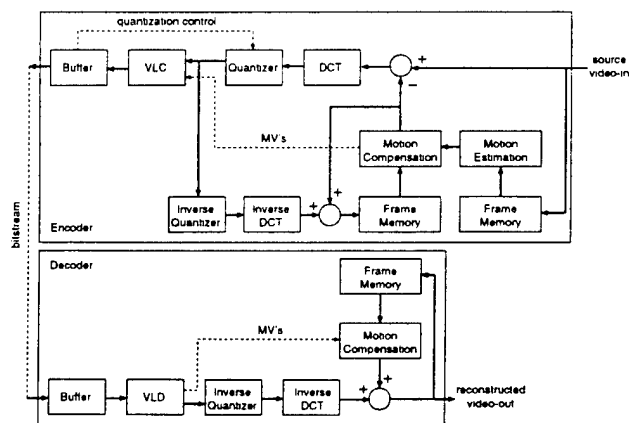 quantization control
Buffer
VLC
Quantizer
DCT
+
−
source
video-in
MV's
Motion
Compensation
Motion
Estimation
+
+
Inverse
Quantizer
Inverse
DCT
Frame
Memory
Frame
Memory
Encoder
bitstream
Decoder
Frame
Memory
MV's
Motion
Compensation
+
+
Buffer
VLD
Inverse
Quantizer
Inverse
DCT
reconstructed
video-out